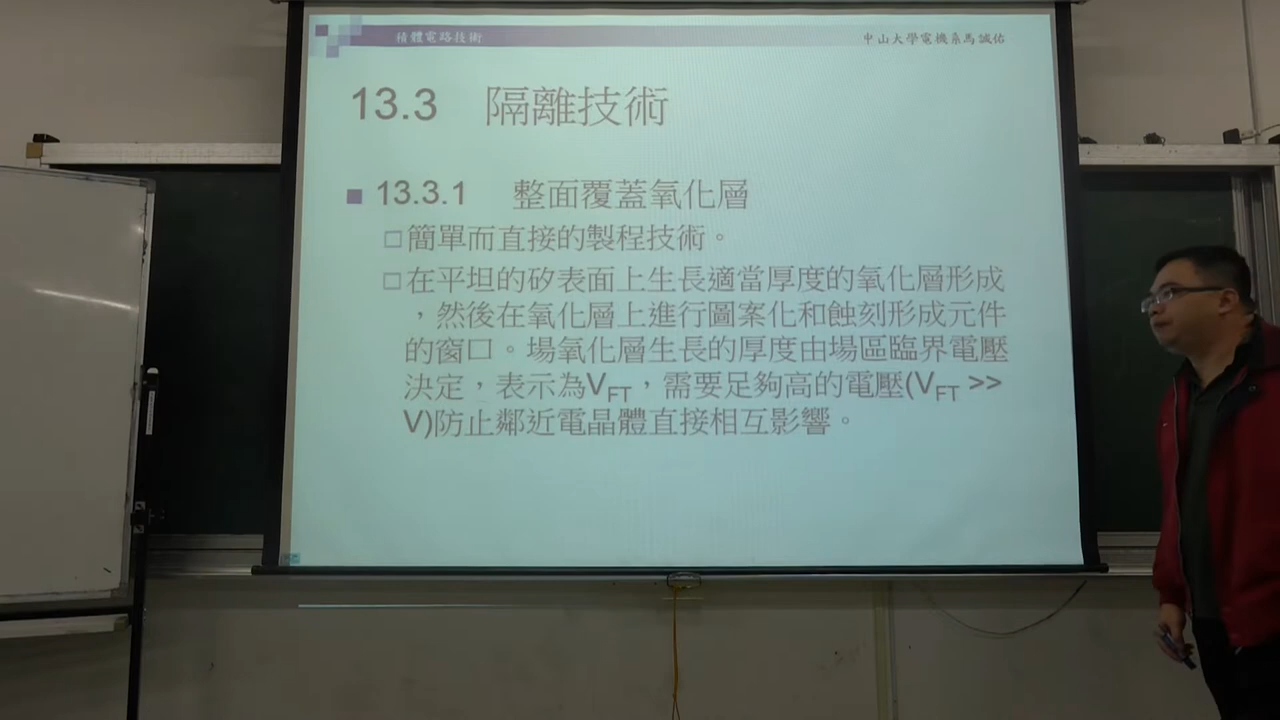 積體電路技術
中山大學電機系馬誠佑
13.3 隔離技術
13.3.1 整面覆蓋氧化層
簡單而直接的製程技術。
在平坦的矽表面上生長適當厚度的氧化層形成
，然後在氧化層上進行圖案化和蝕刻形成元件
的窗口。場氧化層生長的厚度由場區臨界電壓
決定，表示為VFT，需要足夠高的電壓(VFT >>
V)防止鄰近電晶體直接相互影響。